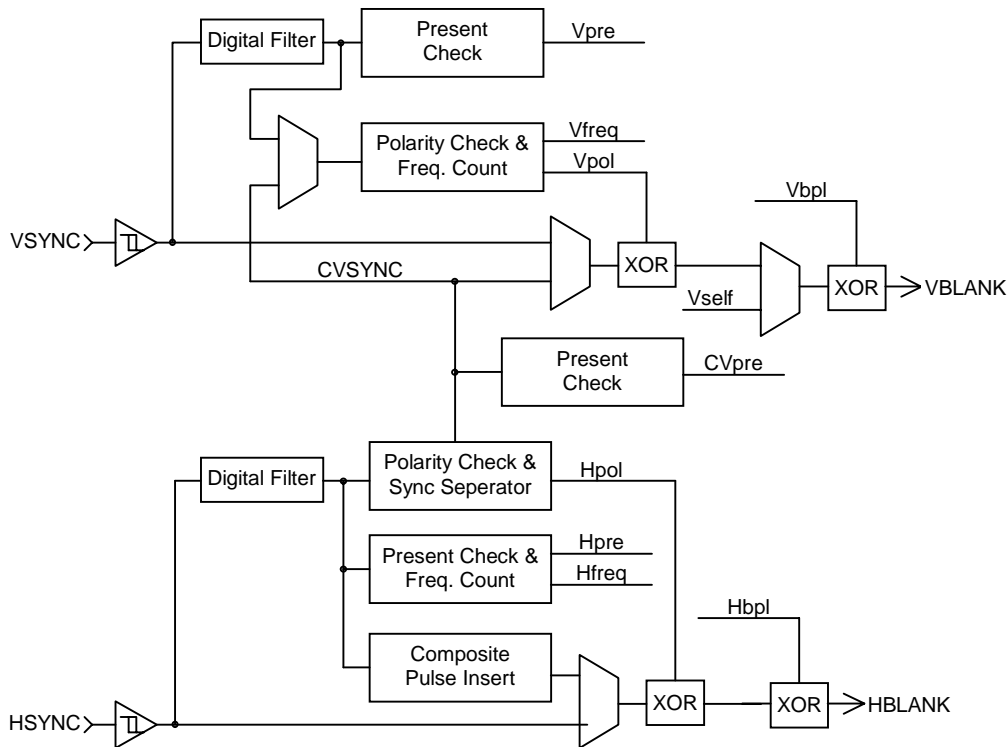 Digital Filter
Present
Check
Vpre
Polarity Check &
Freq. Count
Vfreq
Vpol
Vbpl
VSYNC
CVSYNC
XOR
Vself
XOR
VBLANK
Present
Check
CVpre
Digital Filter
Polarity Check &
Sync Seperator
Hpol
Present Check &
Freq. Count
Hpre
Hfreq
Hbpl
Composite
Pulse Insert
HSYNC
XOR
XOR
HBLANK